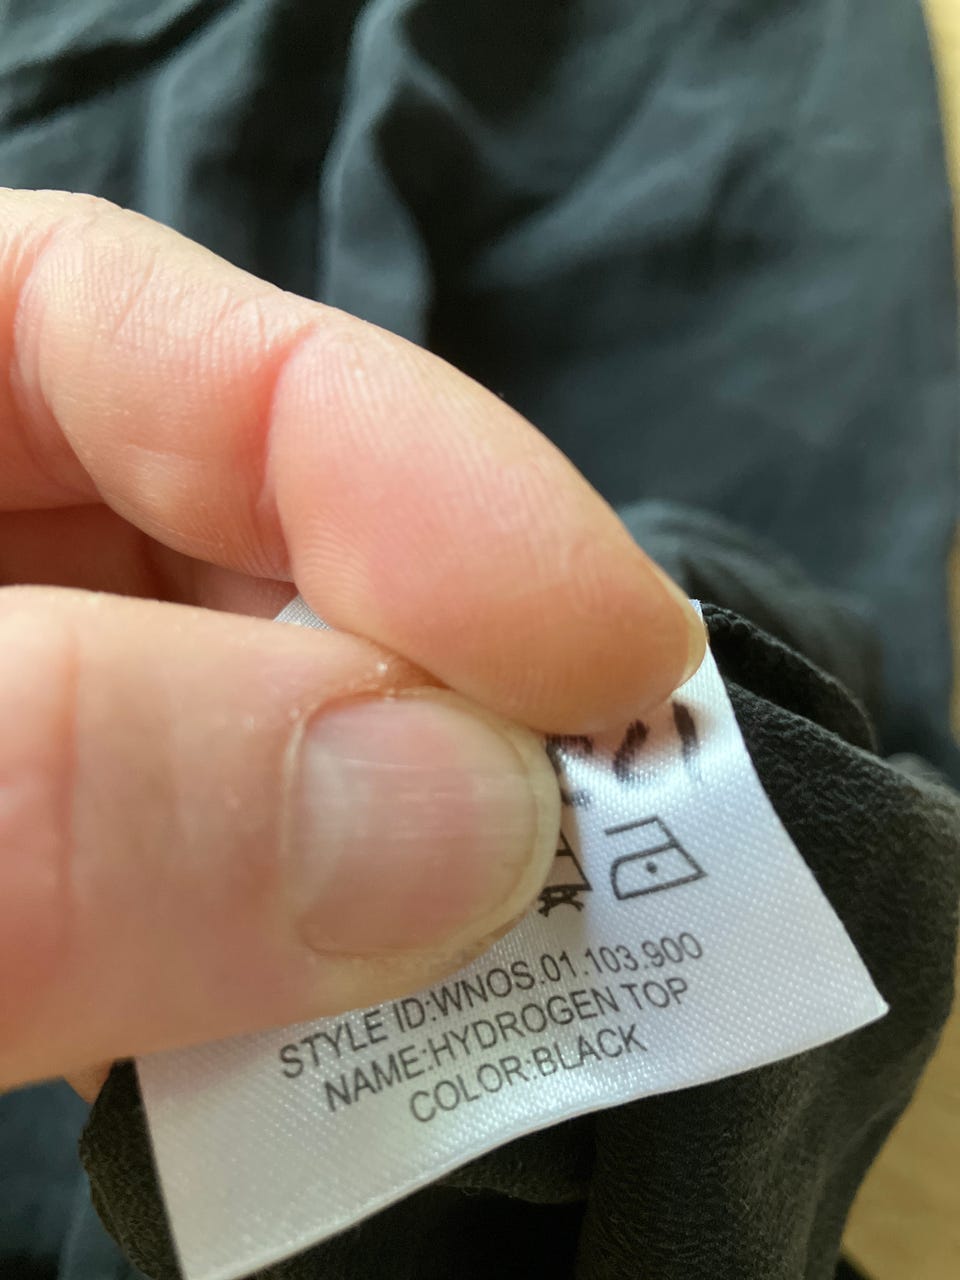 STYLE ID:WNOS.01.103.900
NAME:HYDROGEN TOP
COLOR:BLACK